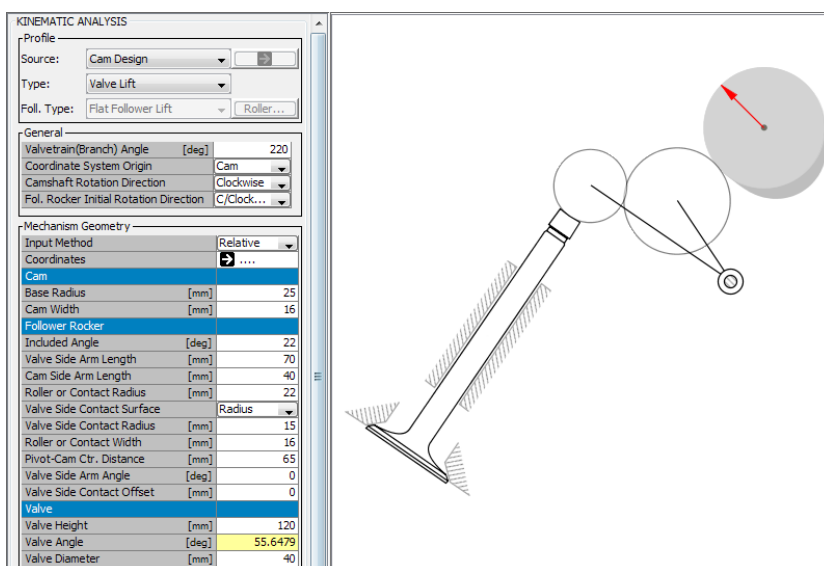 KINEMATIC ANALYSIS
Profile
Source: Cam Design
Type: Valve Lift
Foll. Type: Flat Follower Lift Roller...
General
Valvetrain(Branch) Angle [deg] 220
Coordinate System Origin Cam
Camshaft Rotation Direction Clockwise
Fol. Rocker Initial Rotation Direction C/Clock...
Mechanism Geometry
Input Method Relative
Coordinates ....
Cam
Base Radius [mm] 25
Cam Width [mm] 16
Follower Rocker
Included Angle [deg] 22
Valve Side Arm Length [mm] 70
Cam Side Arm Length [mm] 40
Roller or Contact Radius [mm] 22
Valve Side Contact Surface Radius
Valve Side Contact Radius [mm] 15
Roller or Contact Width [mm] 16
Pivot-Cam Ctr. Distance [mm] 65
Valve Side Arm Angle [deg] 0
Valve Side Contact Offset [mm] 0
Valve
Valve Height [mm] 120
Valve Angle [deg] 55.6479
Valve Diameter [mm] 40